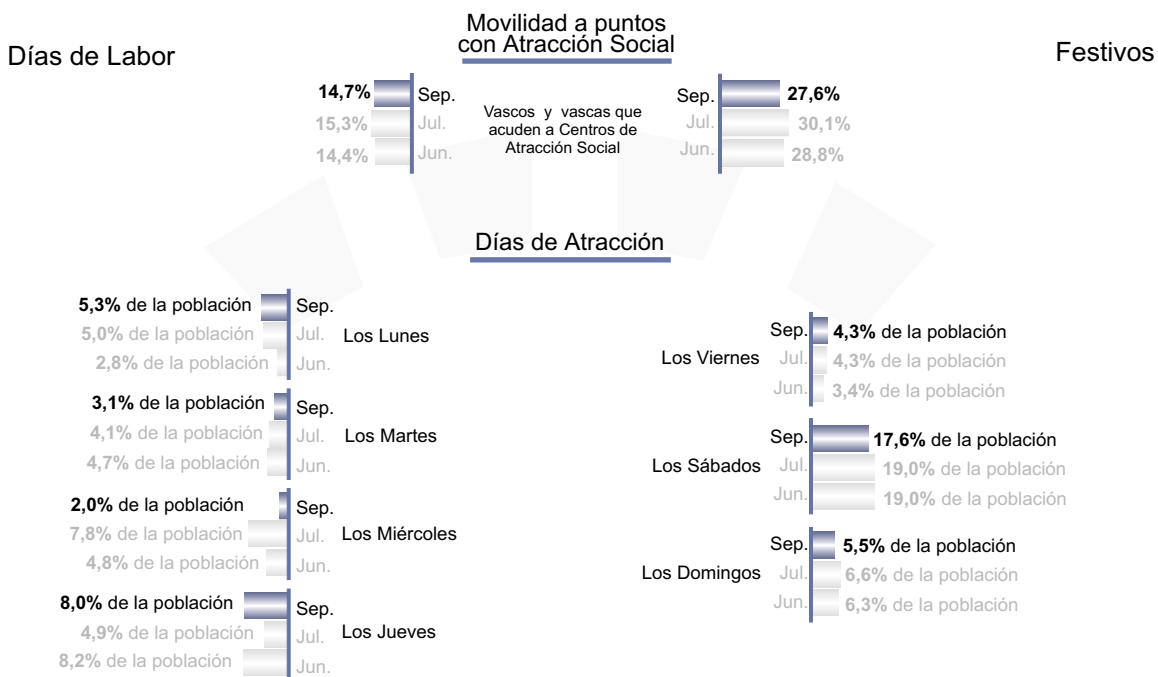 Movilidad a puntos
con Atracción Social
Días de Labor
Festivos
14,7% Sep.
15,3% Jul.
14,4% Jun.
Vascos y vascas que
acuden a Centros de
Atracción Social
Sep. 27,6%
Jul. 30,1%
Jun. 28,8%
Días de Atracción
5,3% de la población Sep.
5,0% de la población Jul.
2,8% de la población Jun.
Los Lunes
3,1% de la población Sep.
4,1% de la población Jul.
4,7% de la población Jun.
Los Martes
2,0% de la población Sep.
7,8% de la población Jul.
4,8% de la población Jun.
Los Miércoles
8,0% de la población Sep.
4,9% de la población Jul.
8,2% de la población Jun.
Los Jueves
Los Viernes
Sep. 4,3% de la población
Jul. 4,3% de la población
Jun. 3,4% de la población
Los Sábados
Sep. 17,6% de la población
Jul. 19,0% de la población
Jun. 19,0% de la población
Los Domingos
Sep. 5,5% de la población
Jul. 6,6% de la población
Jun. 6,3% de la población